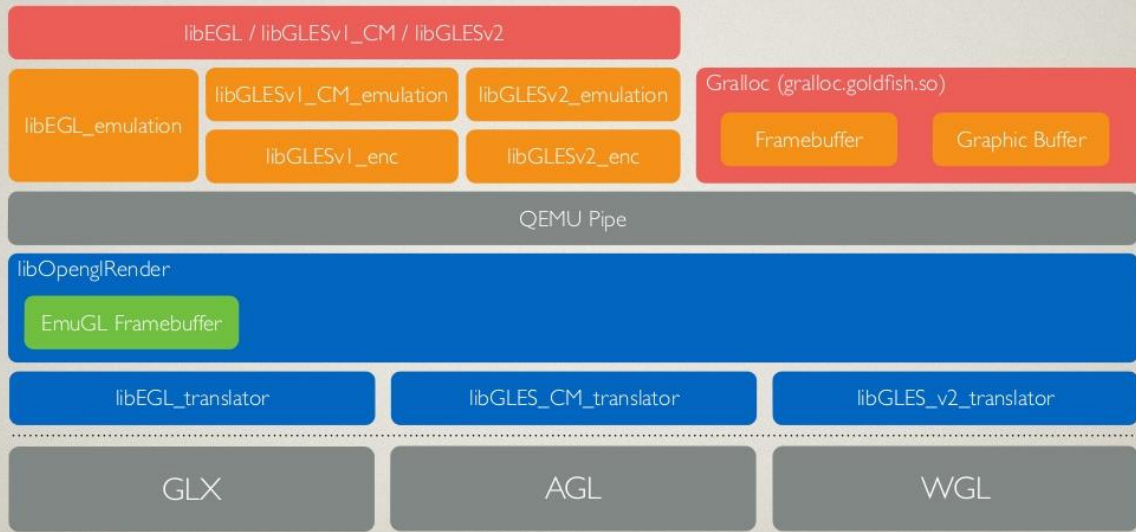 libEGL / libGLESv1_CM / libGLESv2
libEGL_emulation
libGLESv1_CM_emulation
libGLESv2_emulation
libGLESv1_enc
libGLESv2_enc
Gralloc (gralloc.goldfish.so)
Framebuffer
Graphic Buffer
QEMU Pipe
libOpenglRender
EmuGL Framebuffer
libEGL_translator
libGLES_CM_translator
libGLES_v2_translator
GLX
AGL
WGL